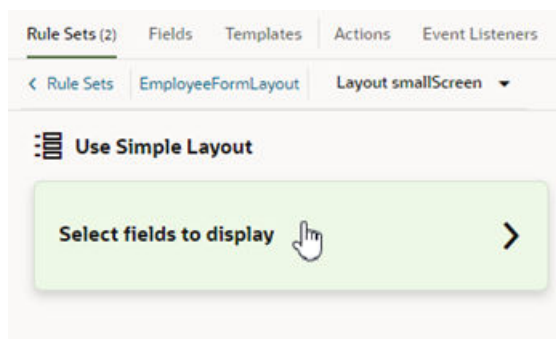 Rule Sets (2) Fields Templates Actions Event Listeners
Rule Sets EmployeeFormLayout Layout smallScreen
Use Simple Layout
Select fields to display